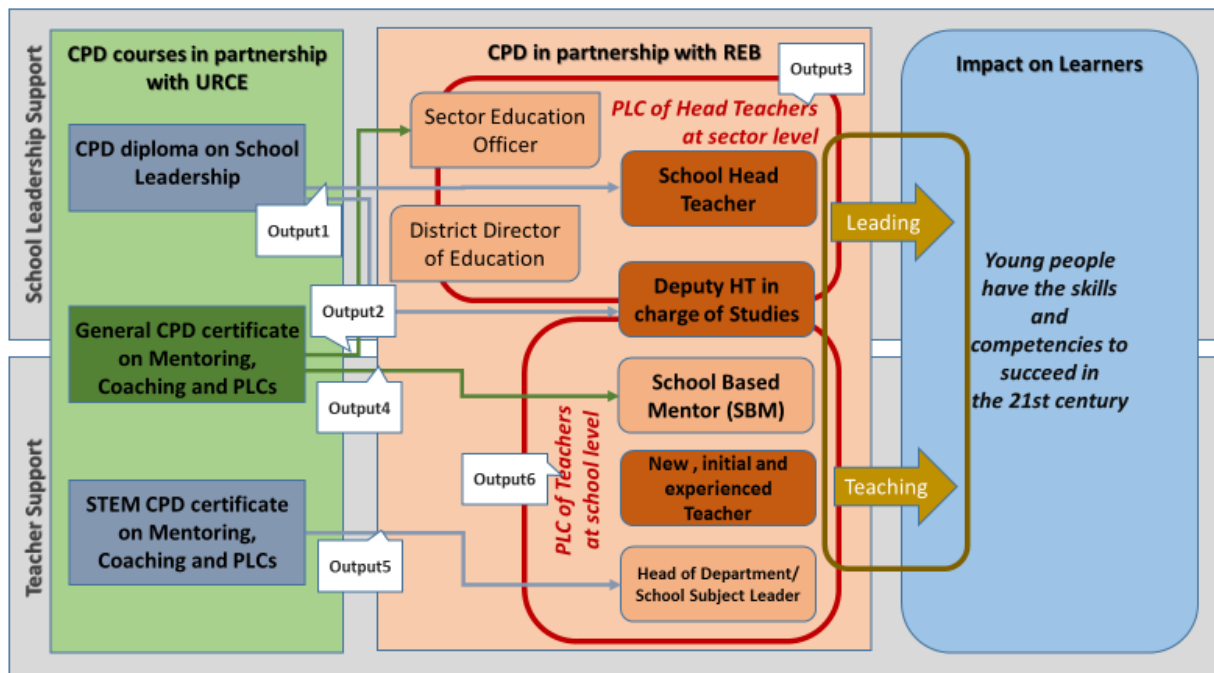 School Leadership Support
Teacher Support
CPD courses in partnership
with URCE
CPD diploma on School
Leadership
Output1
General CPD certificate
on Mentoring,
Coaching and PLCs
Output2
Output4
STEM CPD certificate
on Mentoring,
Coaching and PLCs
Output5
CPD in partnership with REB
Output3
PLC of Head Teachers
at sector level
Sector Education
Officer
School Head
Teacher
District Director
of Education
Deputy HT in
charge of Studies
School Based
Mentor (SBM)
Output6
PLC of Teachers
at school level
New , initial and
experienced
Teacher
Head of Department/
School Subject Leader
Leading
Teaching
Impact on Learners
Young people
have the skills
and
competencies to
succeed in
the 21st century